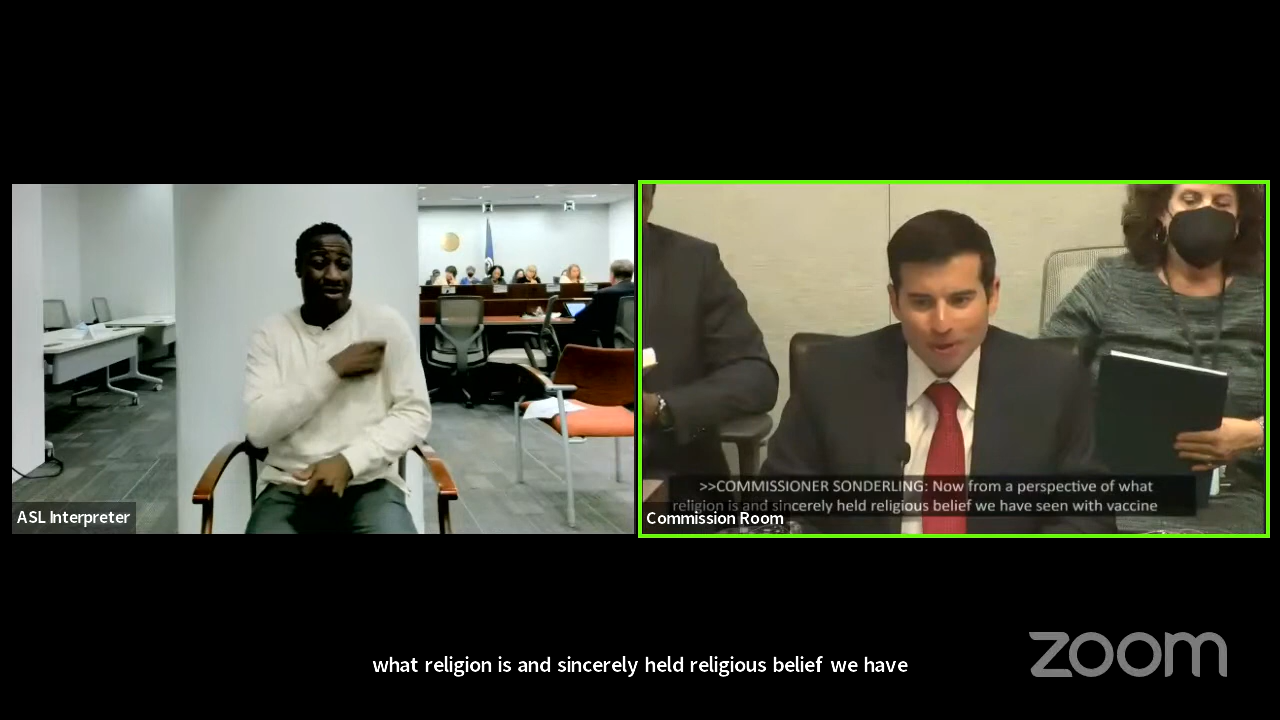 >>COMMISSIONER SONDERLING: Now from a perspective of what
religion is and sincerely held religious belief we have seen with vaccine
ASL Interpreter
Commission Room
what religion is and sincerely held religious belief we have
zoom